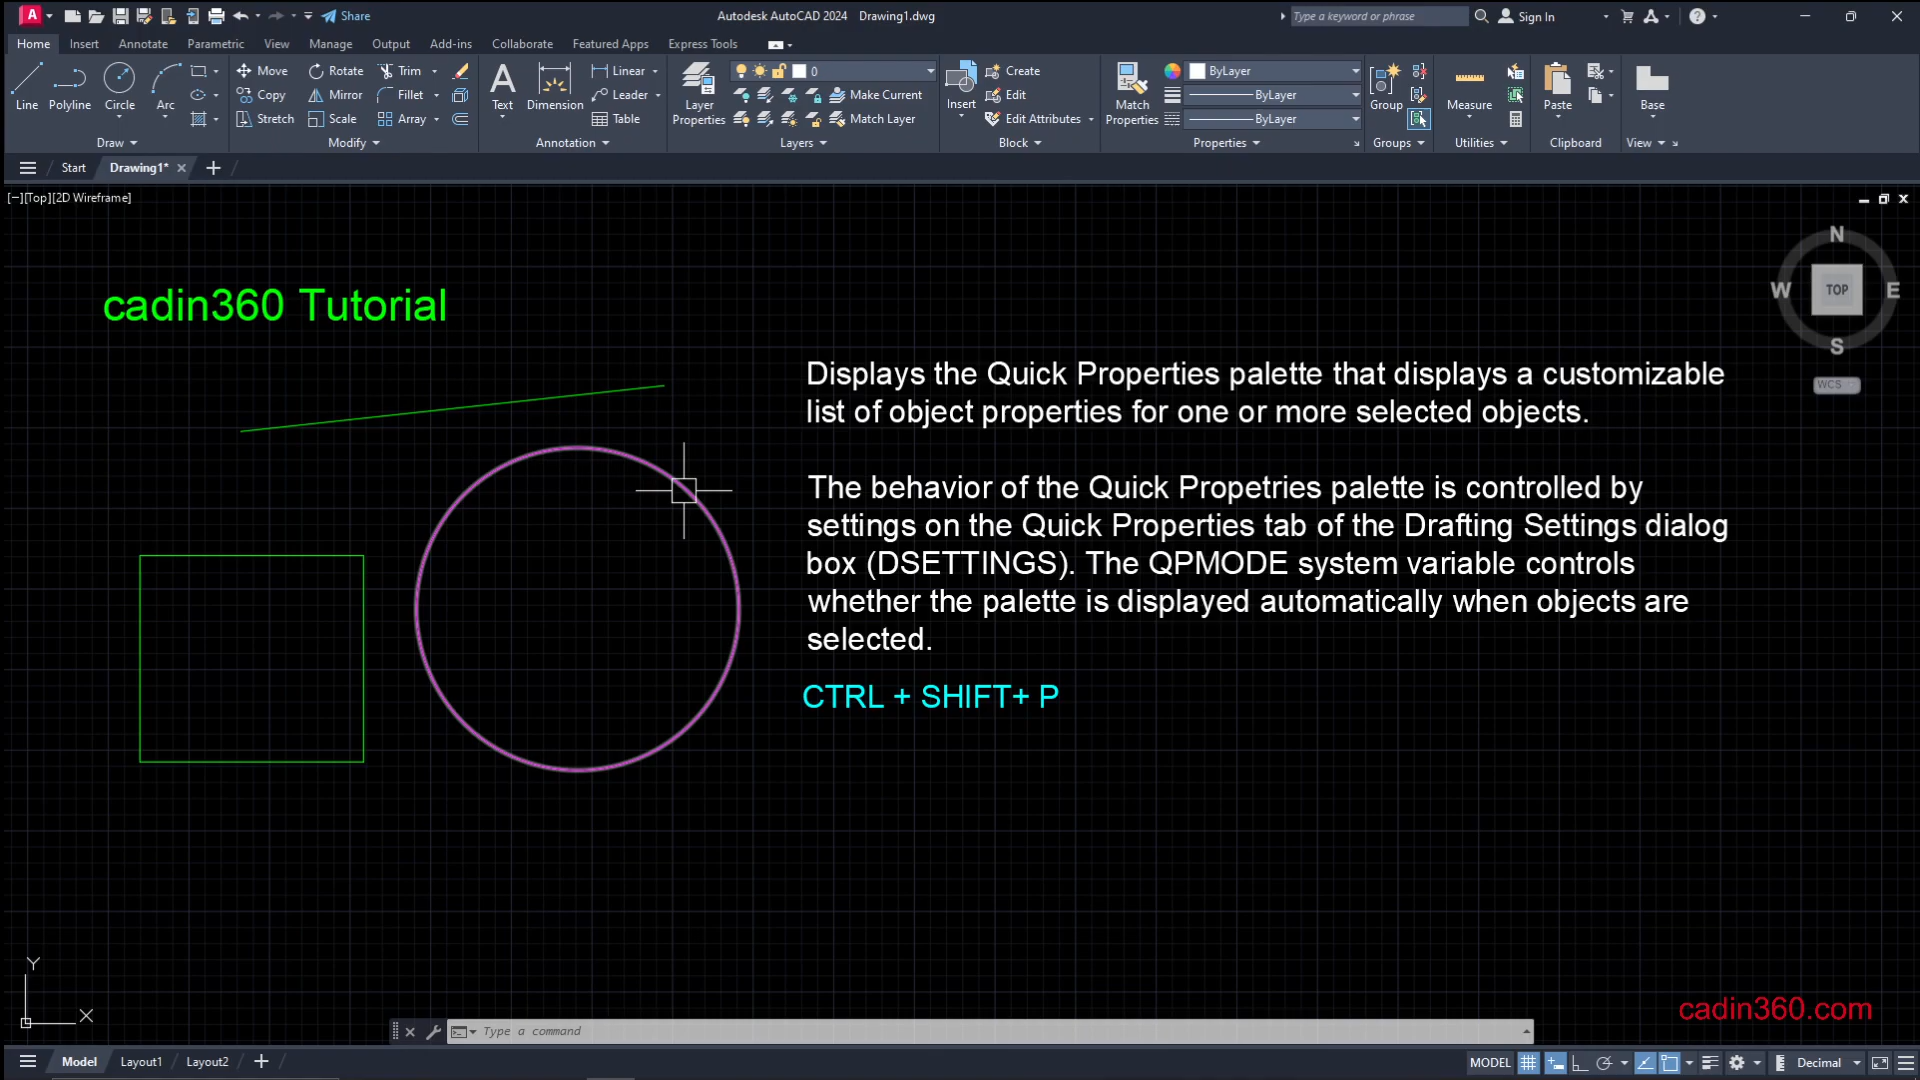 Share
Autodesk AutoCAD 2024 Drawing1.dwg
Type a keyword or phrase
Sign In
Home Insert Annotate Parametric View Manage Output Add-ins Collaborate Featured Apps Express Tools
Line
Polyline
Circle
Arc
Draw
Move
Copy
Stretch
Rotate
Mirror
Scale
Trim
Fillet
Array
Modify
Text
Dimension
Linear
Leader
Table
Annotation
Layer
Properties
0
Make Current
Match Layer
Layers
Insert
Create
Edit
Edit Attributes
Block
Match
Properties
ByLayer
ByLayer
ByLayer
Properties
Group
Groups
Measure
Utilities
Paste
Clipboard
Base
View
Start
Drawing1*
[−][Top][2D Wireframe]
N
W TOP E
S
WCS
cadin360 Tutorial
Displays the Quick Properties palette that displays a customizable
list of object properties for one or more selected objects.
The behavior of the Quick Propetries palette is controlled by
settings on the Quick Properties tab of the Drafting Settings dialog
box (DSETTINGS). The QPMODE system variable controls
whether the palette is displayed automatically when objects are
selected.
CTRL + SHIFT+ P
Y
X
cadin360.com
Type a command
Model Layout1 Layout2
MODEL
Decimal